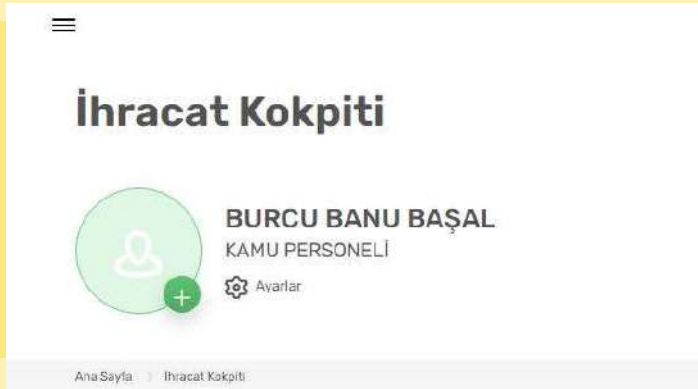 İhracat Kokpiti
BURCU BANU BAŞAL
KAMU PERSONELİ
Ayarlar
Ana Sayfa > İhracat Kokpiti